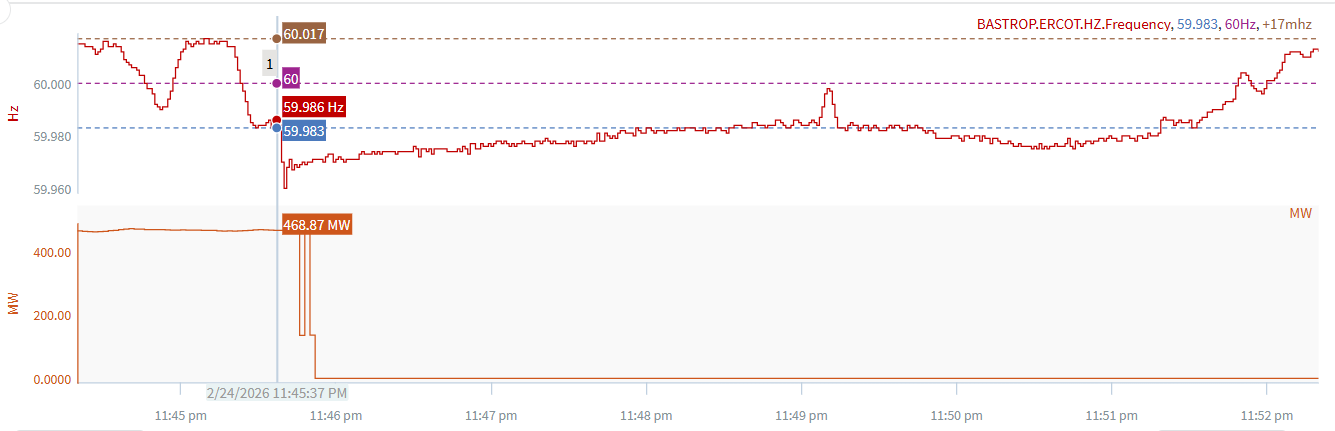 BASTROP.ERCOT.HZ.Frequency, 59.983, 60Hz, +17mhz
60.017
1
60
60.000
59.986 Hz
Hz
59.983
59.980
59.960
468.87 MW
MW
400.00
MW
200.00
0.0000
2/24/2026 11:45:37 PM
11:45 pm 11:46 pm 11:47 pm 11:48 pm 11:49 pm 11:50 pm 11:51 pm 11:52 pm